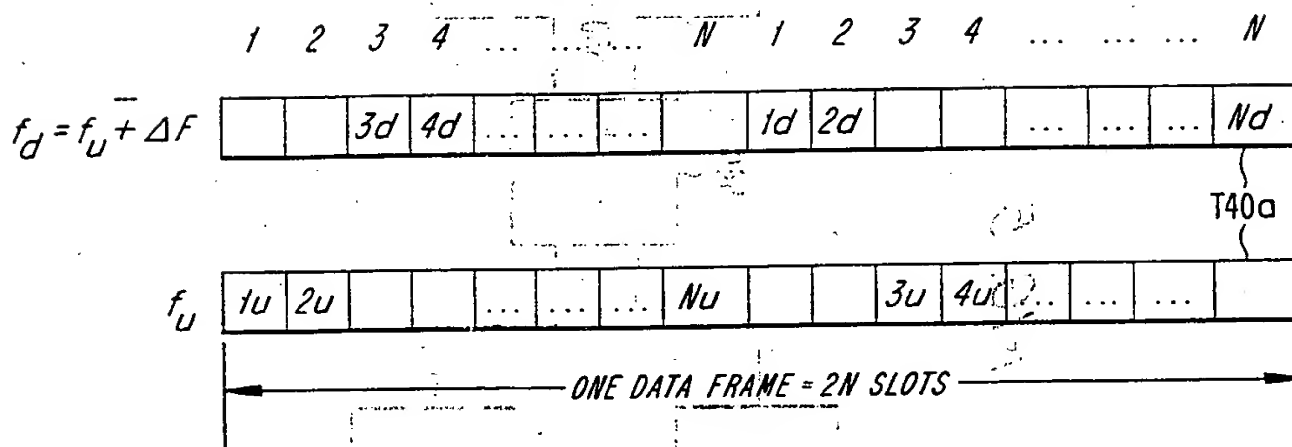 1 2 3 4 ... ... ... N 1 2 3 4 ... ... ... N
f_d = f_u ∓ ΔF 3d 4d ... ... ... 1d 2d ... ... ... Nd
T40a
f_u 1u 2u ... ... ... Nu 3u 4u ... ... ...
ONE DATA FRAME = 2N SLOTS